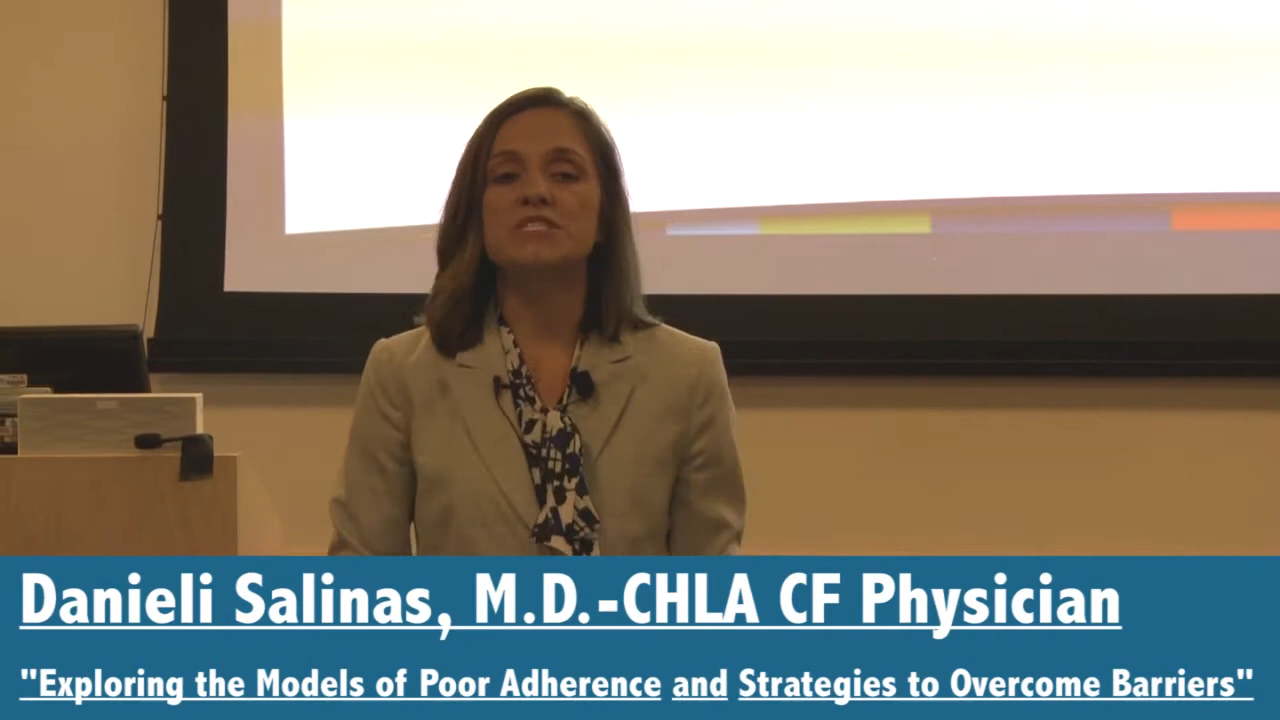 Danieli Salinas, M.D.-CHLA CF Physician
"Exploring the Models of Poor Adherence and Strategies to Overcome Barriers"